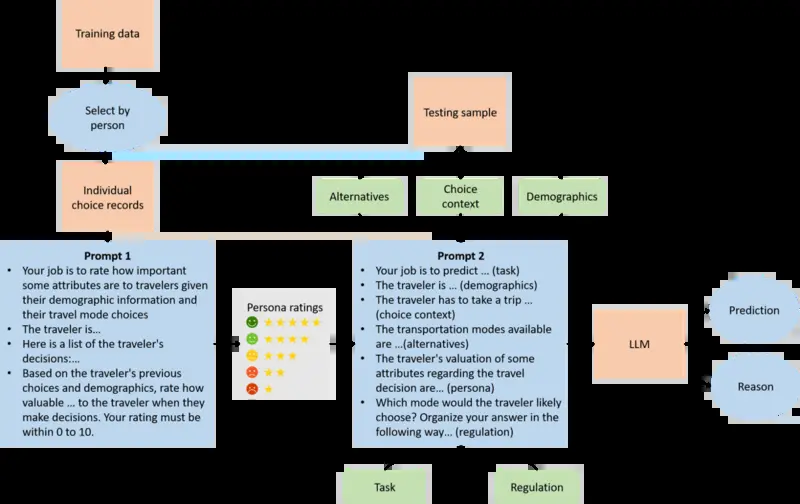 Training data
Select by
person
Testing sample
Individual
choice records
Alternatives
Choice
context
Demographics
Prompt 1
• Your job is to rate how important
some attributes are to travelers given
their demographic information and
their travel mode choices
• The traveler is...
• Here is a list of the traveler's
decisions:...
• Based on the traveler's previous
choices and demographics, rate how
valuable ... to the traveler when they
make decisions. Your rating must be
within 0 to 10.
Persona ratings
Prompt 2
• Your job is to predict ... (task)
• The traveler is ... (demographics)
• The traveler has to take a trip ...
(choice context)
• The transportation modes available
are ...(alternatives)
• The traveler's valuation of some
attributes regarding the travel
decision are... (persona)
• Which mode would the traveler likely
choose? Organize your answer in the
following way... (regulation)
LLM
Prediction
Reason
Task
Regulation